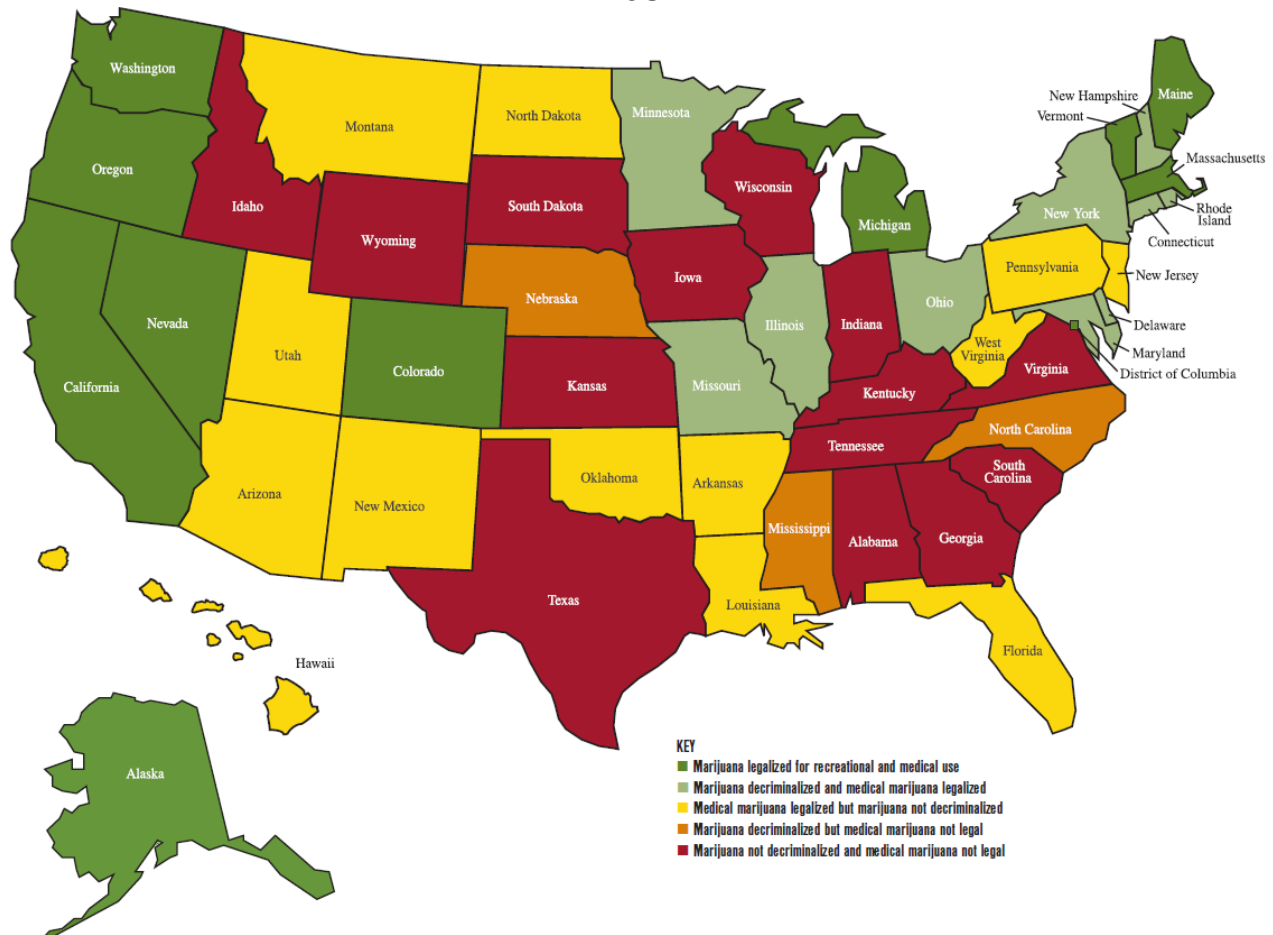 Washington
Montana
North Dakota
Minnesota
New Hampshire
Vermont
Maine
Oregon
Idaho
Wyoming
South Dakota
Wisconsin
Michigan
New York
Massachusetts
Rhode
Island
Connecticut
Nebraska
Iowa
Pennsylvania
New Jersey
Nevada
Utah
Colorado
Illinois
Indiana
Ohio
West
Virginia
Virginia
Delaware
Maryland
District of Columbia
California
Kansas
Missouri
Kentucky
North Carolina
Tennessee
South
Carolina
Arizona
New Mexico
Oklahoma
Arkansas
Mississippi
Alabama
Georgia
Texas
Louisiana
Florida
Hawaii
Alaska
KEY
Marijuana legalized for recreational and medical use
Marijuana decriminalized and medical marijuana legalized
Medical marijuana legalized but marijuana not decriminalized
Marijuana decriminalized but medical marijuana not legal
Marijuana not decriminalized and medical marijuana not legal